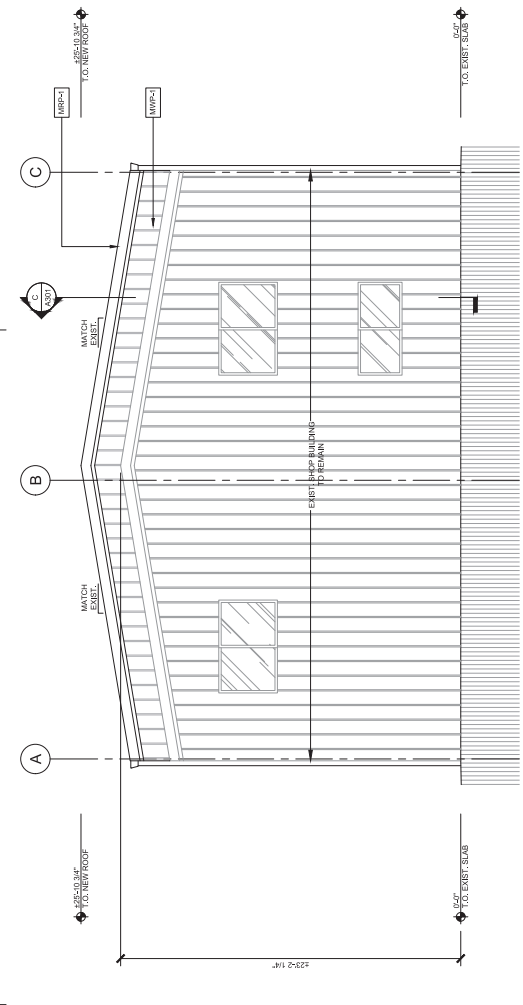 ±25'-10 3/4"
T.O. NEW ROOF
0'-0"
T.O. EXIST. SLAB
MRP-1
MWP-1
C
C
A301
MATCH
EXIST.
B
EXIST. SHOP BUILDING
TO REMAIN
MATCH
EXIST.
A
±25'-10 3/4"
T.O. NEW ROOF
0'-0"
T.O. EXIST. SLAB
±23'-2 1/4"